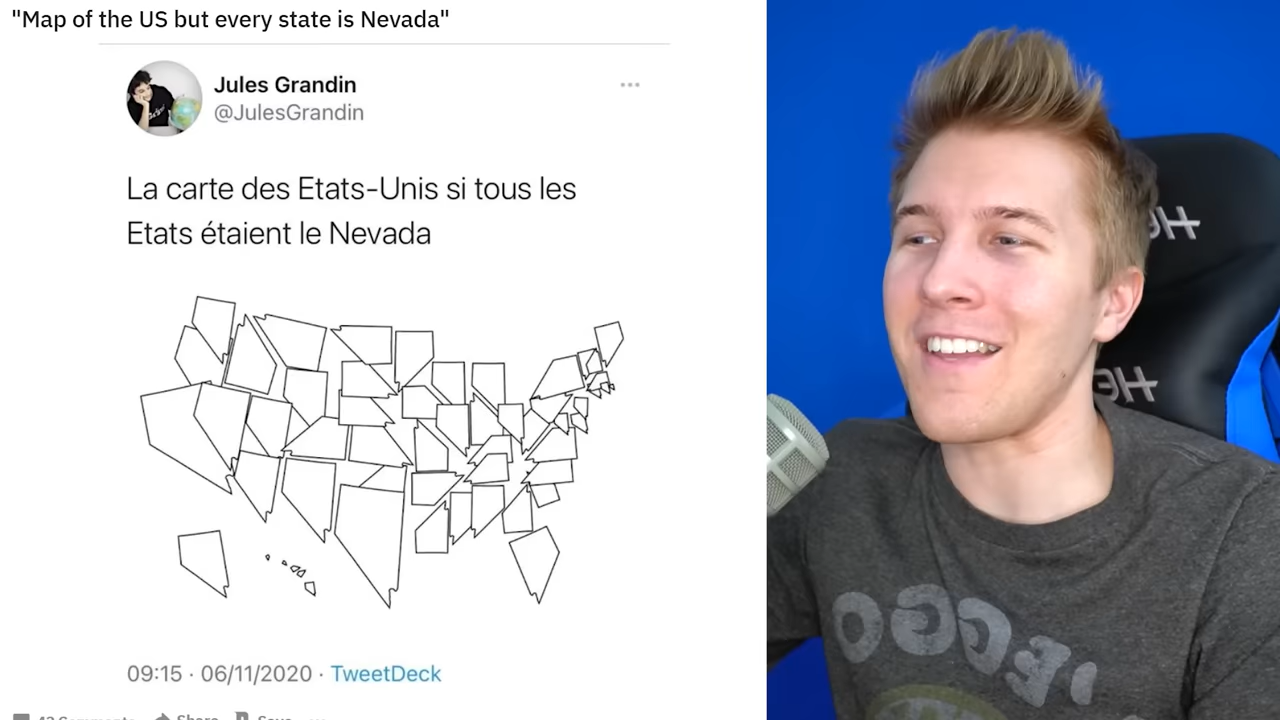 "Map of the US but every state is Nevada"
Jules Grandin
@JulesGrandin
La carte des Etats-Unis si tous les
Etats étaient le Nevada
09:15 · 06/11/2020 · TweetDeck
Share
Save